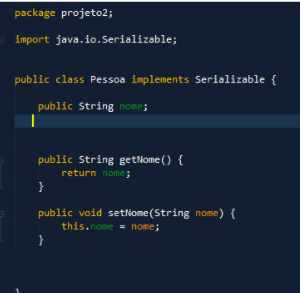 package projeto2;
import java.io.Serializable;
public class Pessoa implements Serializable {
public String nome;
public String getNome() {
return nome;
}
public void setNome(String nome) {
this.nome = nome;
}
}